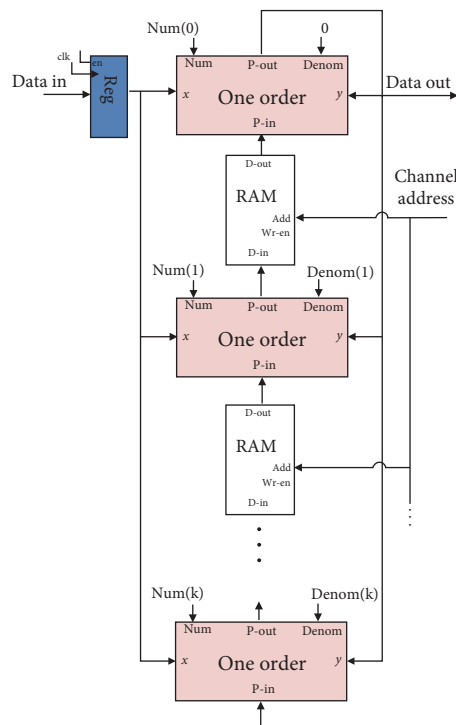 Num(0)
0
clk
en
Data in
Reg
Num
P-out
Denom
x
One order
y
P-in
Data out
D-out
RAM
Add
Wr-en
D-in
Channel
address
Num(1)
Denom(1)
Num
P-out
Denom
x
One order
y
P-in
D-out
RAM
Add
Wr-en
D-in
Num(k)
Denom(k)
Num
P-out
Denom
x
One order
y
P-in